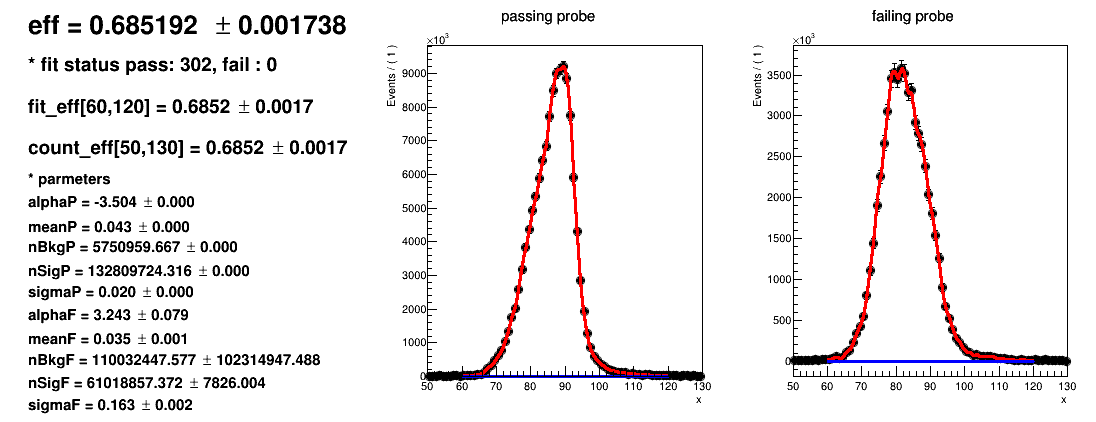 eff = 0.685192 ± 0.001738
* fit status pass: 302, fail : 0
fit_eff[60,120] = 0.6852 ± 0.0017
count_eff[50,130] = 0.6852 ± 0.0017
* parmeters
alphaP = -3.504 ± 0.000
meanP = 0.043 ± 0.000
nBkgP = 5750959.667 ± 0.000
nSigP = 132809724.316 ± 0.000
sigmaP = 0.020 ± 0.000
alphaF = 3.243 ± 0.079
meanF = 0.035 ± 0.001
nBkgF = 110032447.577 ± 102314947.488
nSigF = 61018857.372 ± 7826.004
sigmaF = 0.163 ± 0.002
passing probe
×10³
Events / ( 1 )
9000
8000
7000
6000
5000
4000
3000
2000
1000
0
50 60 70 80 90 100 110 120 130
x
failing probe
×10³
Events / ( 1 )
3500
3000
2500
2000
1500
1000
500
0
50 60 70 80 90 100 110 120 130
x